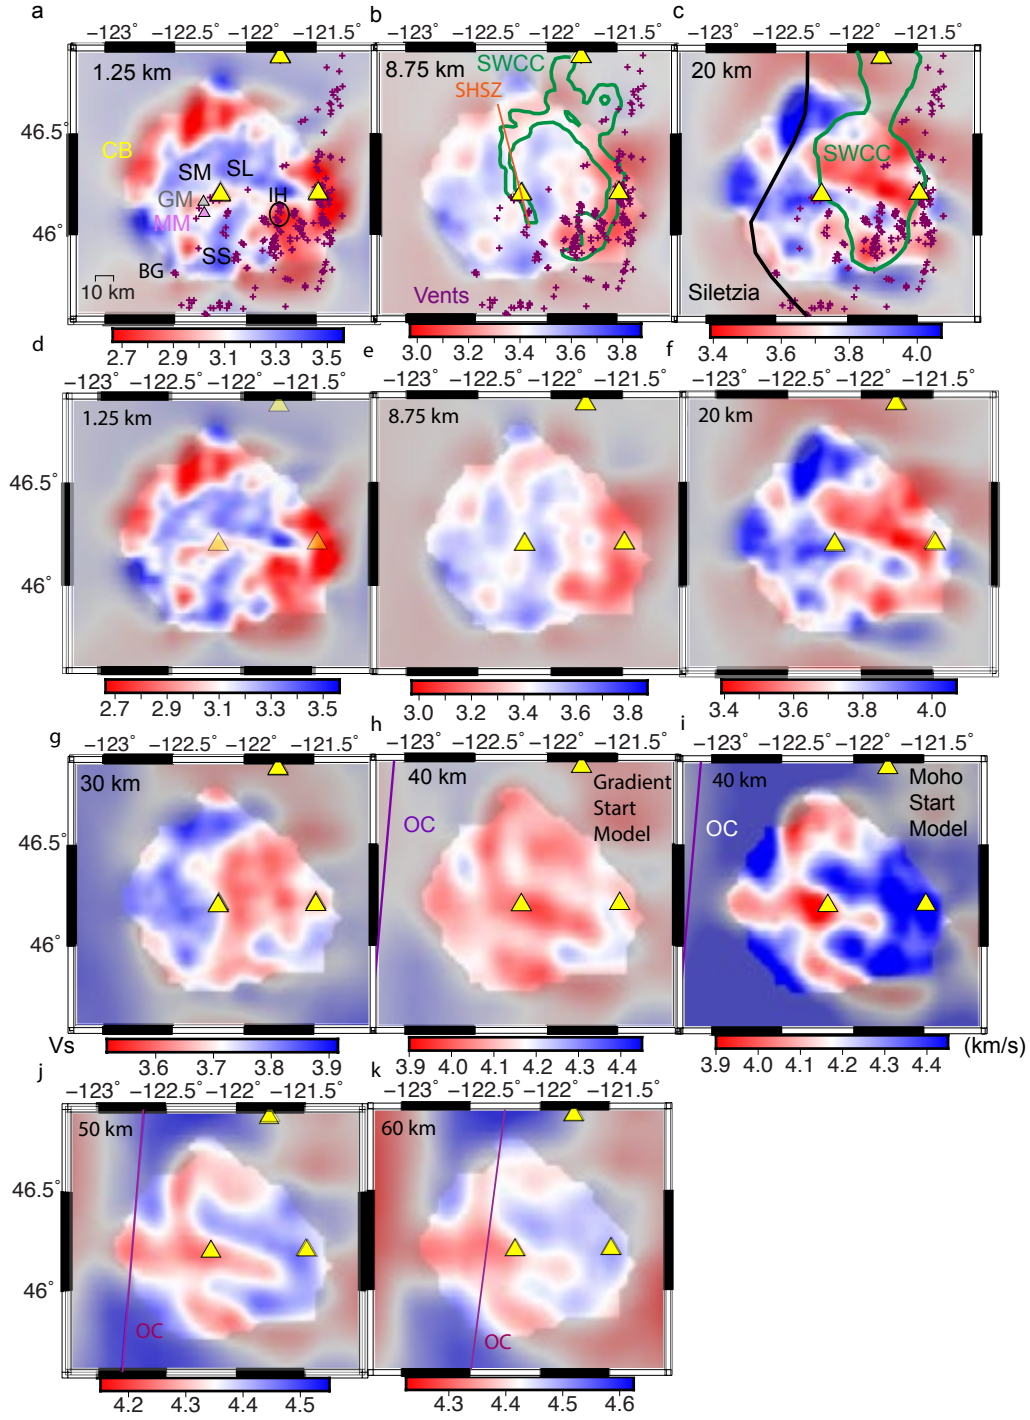 a
b
c
−123° −122.5° −122° −121.5°
−123° −122.5° −122° −121.5°
−123° −122.5° −122° −121.5°
1.25 km
8.75 km
20 km
SWCC
SHSZ
46.5°
CB
SM SL
SWCC
GM
IH
MM
46°
SS
BG
10 km
Vents
Siletzia
2.7 2.9 3.1 3.3 3.5
3.0 3.2 3.4 3.6 3.8
3.4 3.6 3.8 4.0
d
e
f
−123° −122.5° −122° −121.5°
−123° −122.5° −122° −121.5°
−123° −122.5° −122° −121.5°
1.25 km
8.75 km
20 km
46.5°
46°
2.7 2.9 3.1 3.3 3.5
3.0 3.2 3.4 3.6 3.8
3.4 3.6 3.8 4.0
g
h
i
−123° −122.5° −122° −121.5°
−123° −122.5° −122° −121.5°
−123° −122.5° −122° −121.5°
30 km
40 km
Gradient
Start
Model
40 km
Moho
Start
Model
OC
OC
46.5°
46°
Vs
3.6 3.7 3.8 3.9
3.9 4.0 4.1 4.2 4.3 4.4
3.9 4.0 4.1 4.2 4.3 4.4
(km/s)
j
k
−123° −122.5° −122° −121.5°
−123° −122.5° −122° −121.5°
50 km
60 km
46.5°
46°
OC
OC
4.2 4.3 4.4 4.5
4.3 4.4 4.5 4.6